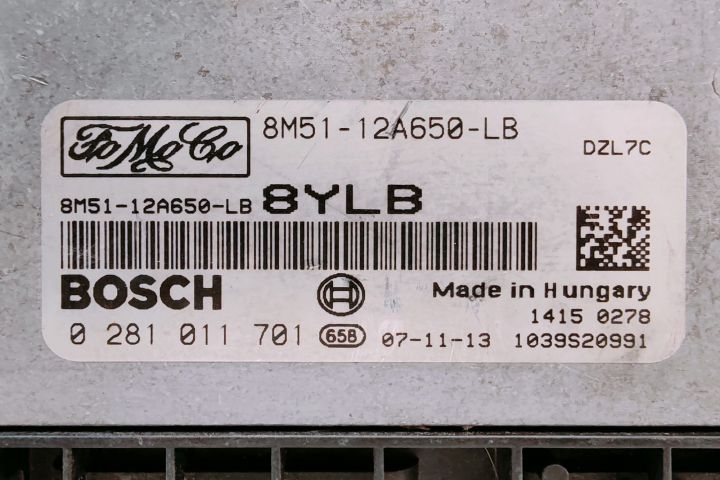 FoMoCo 8M51-12A650-LB
DZL7C
8M51-12A650-LB 8YLB
BOSCH Made in Hungary
1415 0278
0 281 011 701 65B 07-11-13 1039S20991